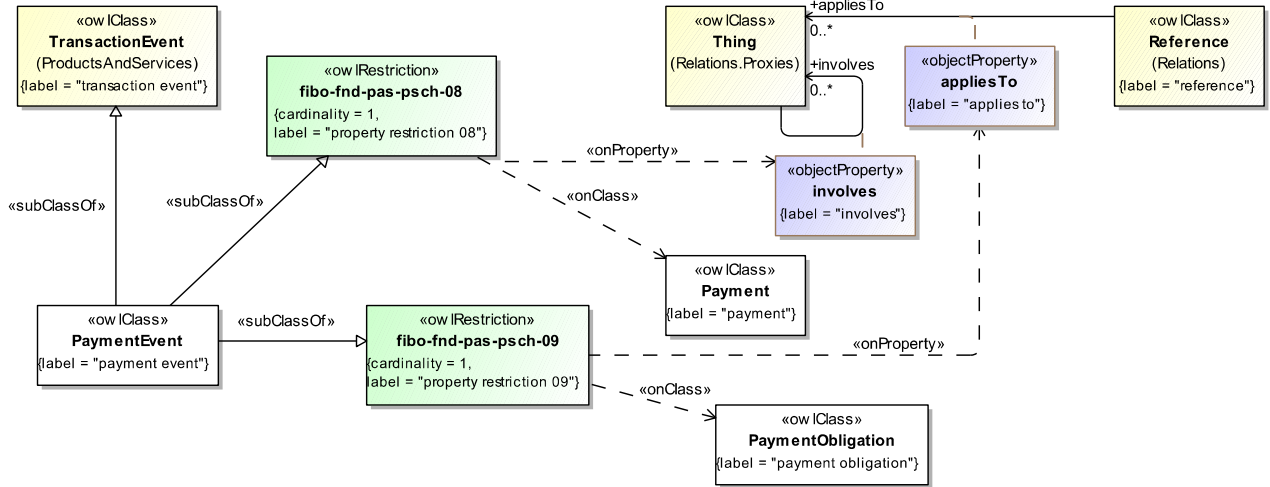 «owlClass»
TransactionEvent
(ProductsAndServices)
{label = "transaction event"}
«owlRestriction»
fibo-fnd-pas-psch-08
{cardinality = 1,
label = "property restriction 08"}
«owlClass»
Thing
(Relations.Proxies)
+appliesTo
0..*
+involves
0..*
«objectProperty»
appliesTo
{label = "applies to"}
«owlClass»
Reference
(Relations)
{label = "reference"}
«onProperty»
«objectProperty»
involves
{label = "involves"}
«subClassOf»
«subClassOf»
«onClass»
«owlClass»
Payment
{label = "payment"}
«owlClass»
PaymentEvent
{label = "payment event"}
«subClassOf»
«owlRestriction»
fibo-fnd-pas-psch-09
{cardinality = 1,
label = "property restriction 09"}
«onProperty»
«onClass»
«owlClass»
PaymentObligation
{label = "payment obligation"}